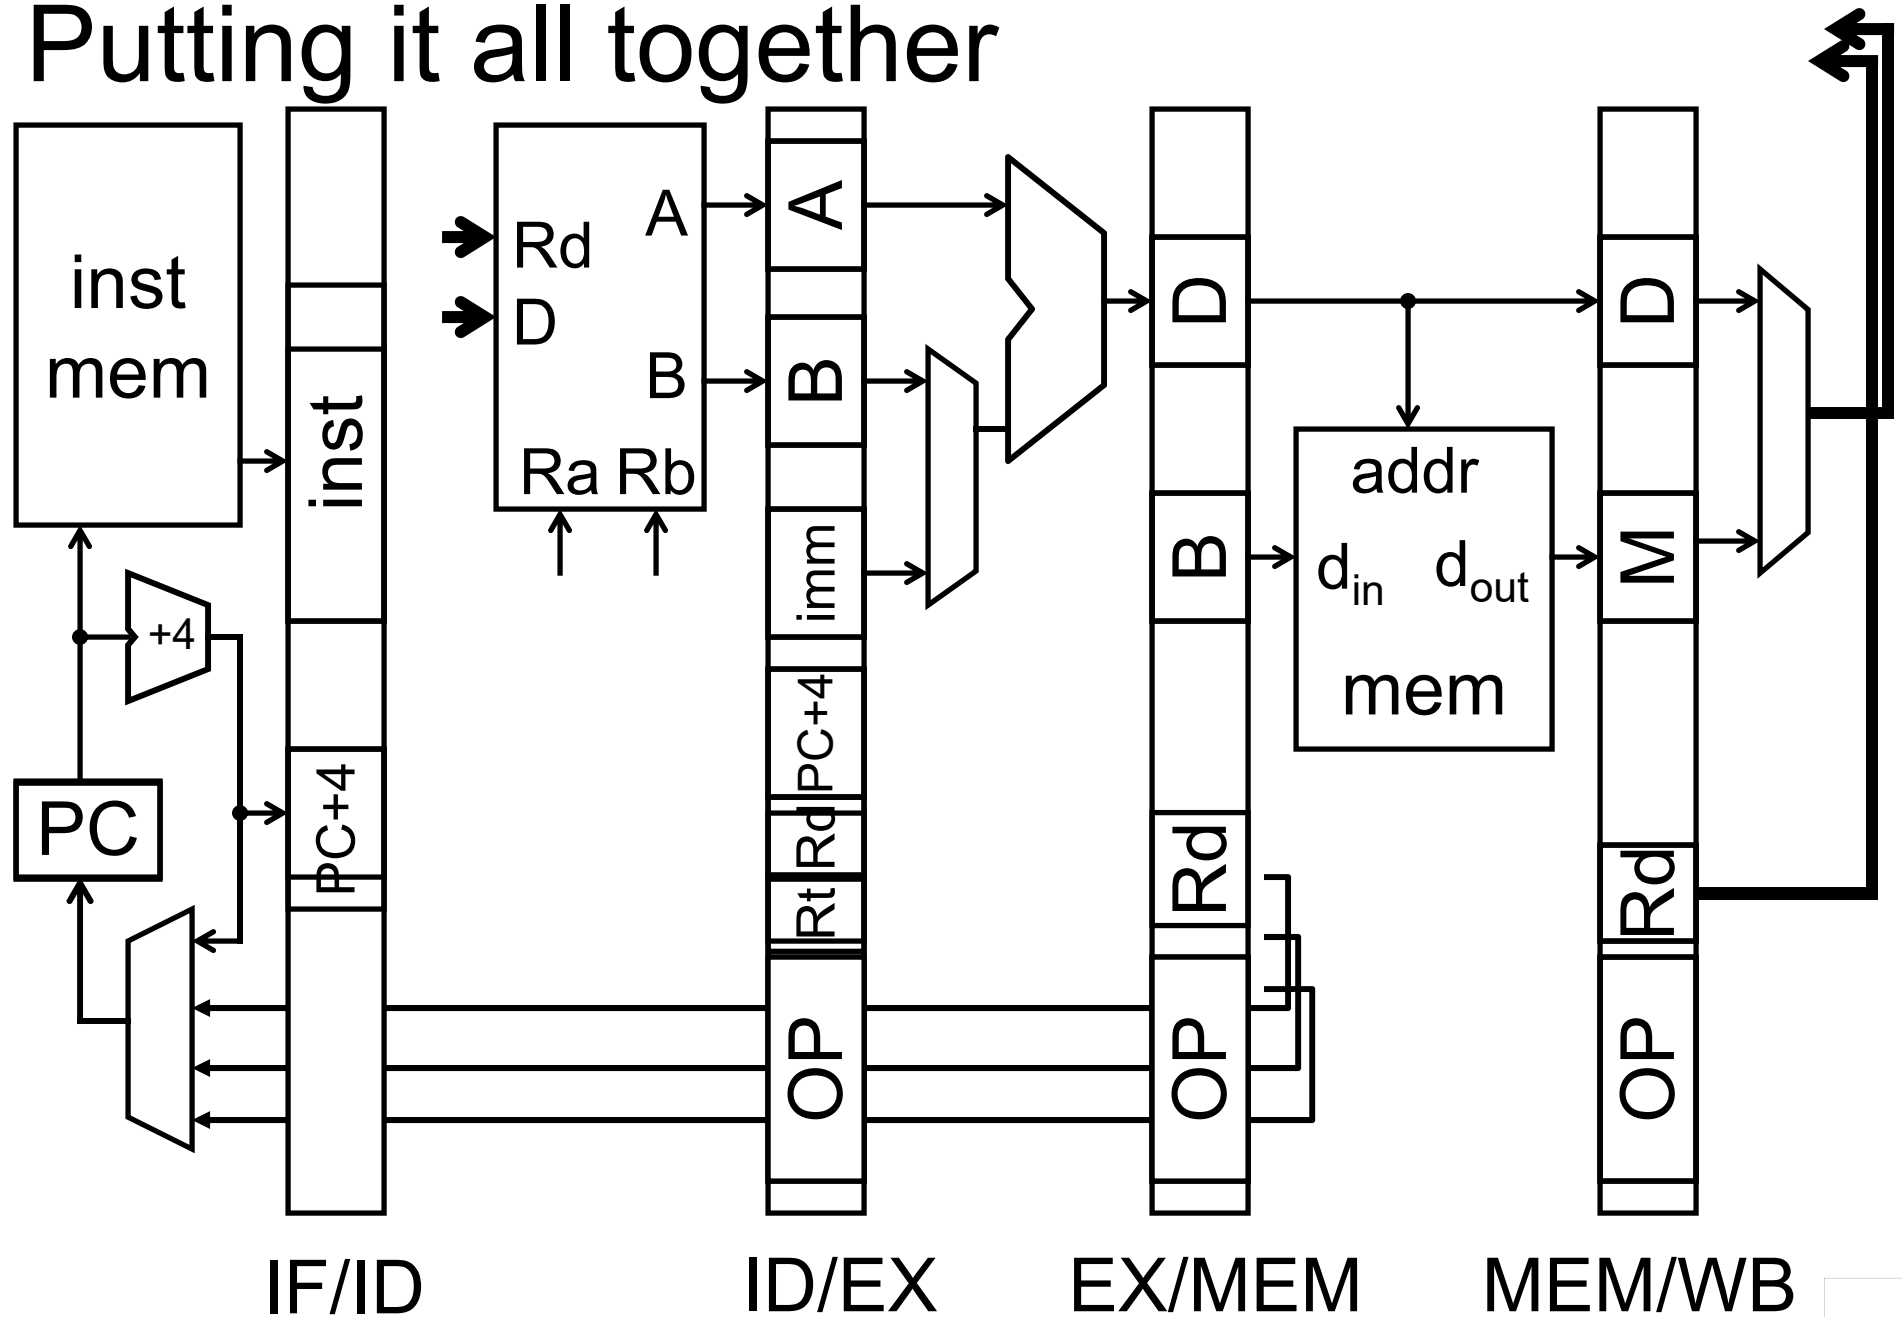 Putting it all together
inst
mem
+4
PC
inst
PC+4
Rd
D
A
B
Ra Rb
A
B
imm
PC+4
Rd
Rt
OP
D
B
Rd
OP
addr
din
dout
mem
D
M
Rd
OP
IF/ID
ID/EX
EX/MEM
MEM/WB